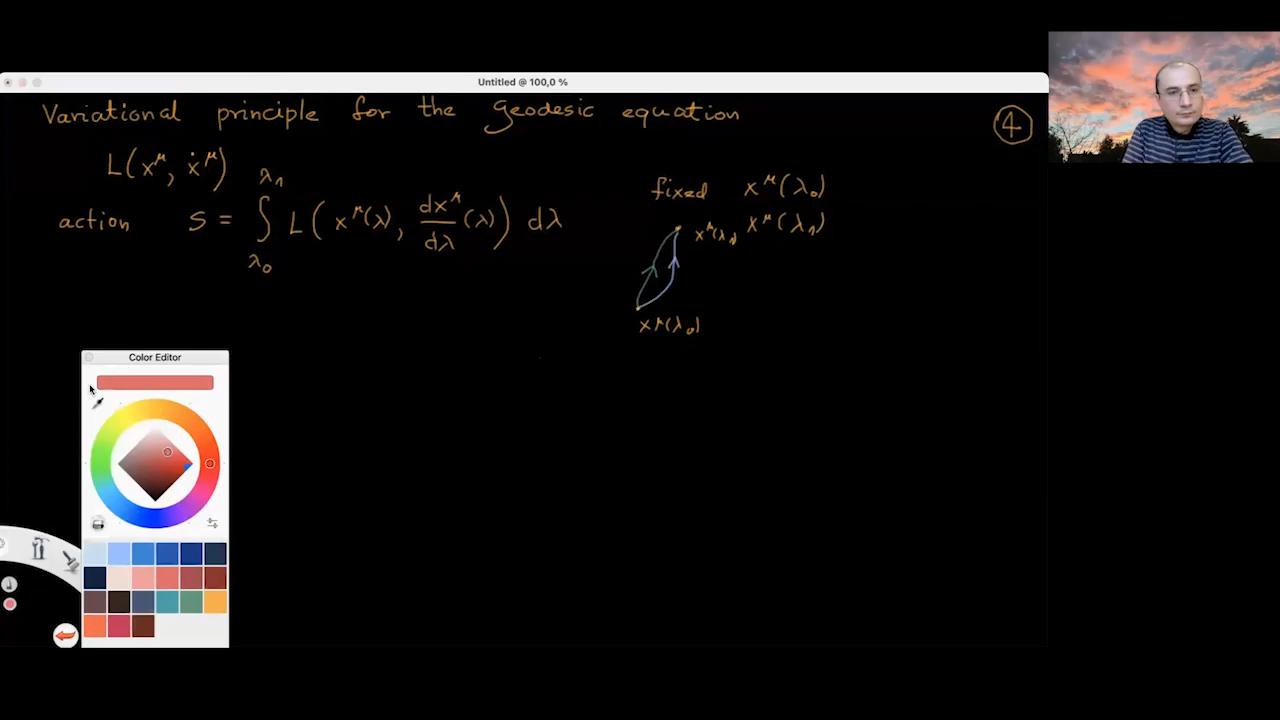 Untitled @ 100,0 %
Variational principle for the geodesic equation
④
L(x^μ, ẋ^μ)
action S = ∫_{λ₀}^{λ₁} L(x^μ(λ), dx^μ/dλ (λ)) dλ
fixed x^μ(λ₀)
x^μ(λ₁)
x^μ(λ₁)
x^μ(λ₀)
Color Editor